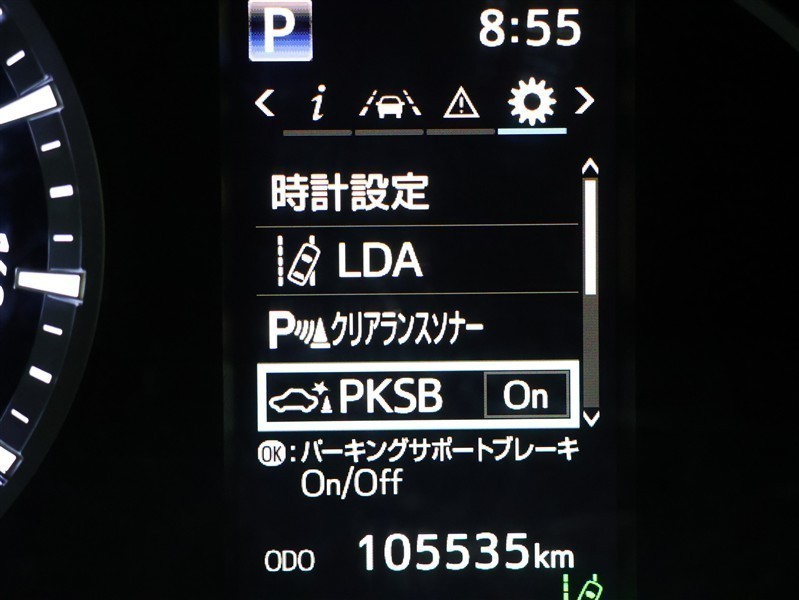 P 8:55
i
時計設定
LDA
Pクリアランスソナー
PKSB On
OK:パーキングサポートブレーキ
On/Off
ODO 105535km